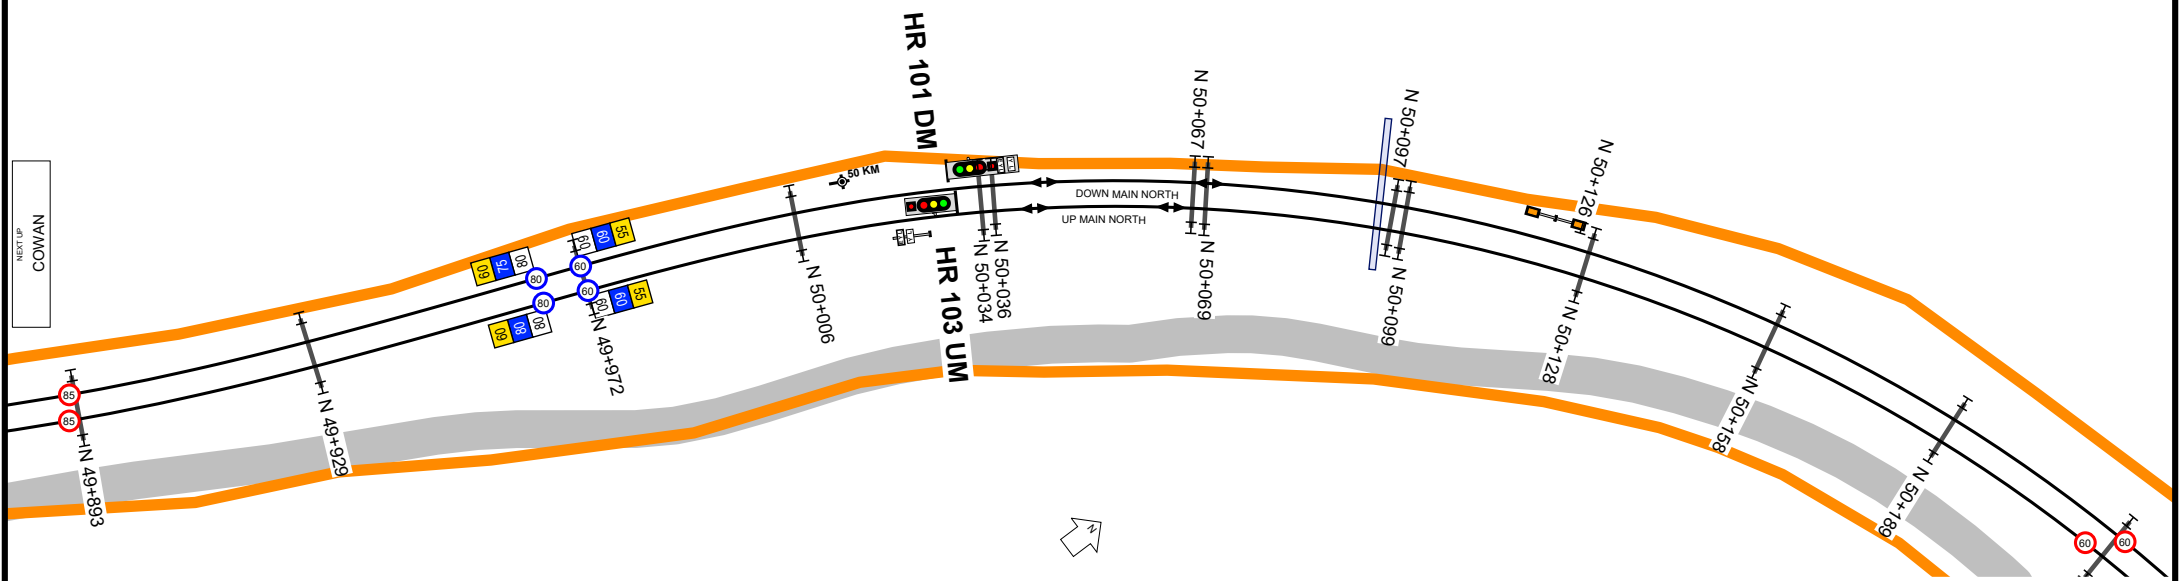 NEXT UP
COWAN
85
85
N 49+893
N 49+929
60
75
80
80
60
80
80
80
60
60
55
60
60
60
55
60
N 49+972
N 50+006
50 KM
HR 101 DM
HR 103 UM
N 50+034
N 50+036
DOWN MAIN NORTH
UP MAIN NORTH
N 50+067
N 50+069
N 50+097
N 50+099
N 50+126
N 50+128
N 50+158
N 50+189
60
60
N